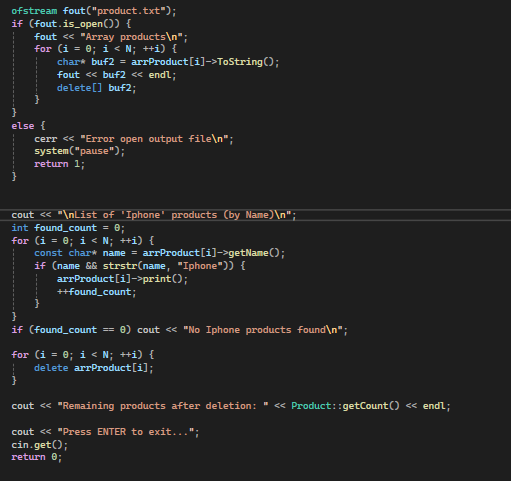 ofstream fout("product.txt");
if (fout.is_open()) {
fout << "Array products\n";
for (i = 0; i < N; ++i) {
char* buf2 = arrProduct[i]->ToString();
fout << buf2 << endl;
delete[] buf2;
}
}
else {
cerr << "Error open output file\n";
system("pause");
return 1;
}
cout << "\nList of 'Iphone' products (by Name)\n";
int found_count = 0;
for (i = 0; i < N; ++i) {
const char* name = arrProduct[i]->getName();
if (name && strstr(name, "Iphone")) {
arrProduct[i]->print();
++found_count;
}
}
if (found_count == 0) cout << "No Iphone products found\n";
for (i = 0; i < N; ++i) {
delete arrProduct[i];
}
cout << "Remaining products after deletion: " << Product::getCount() << endl;
cout << "Press ENTER to exit...";
cin.get();
return 0;